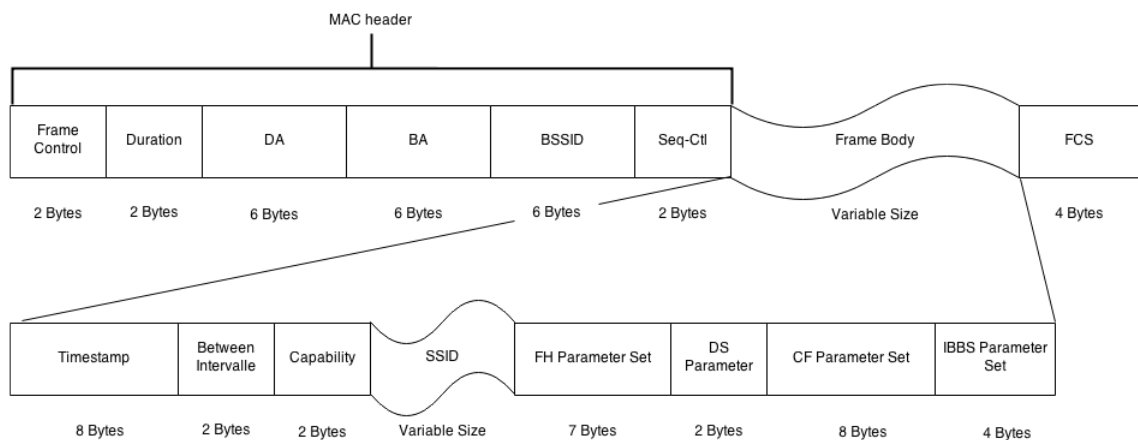 MAC header
Frame
Control
Duration
DA
BA
BSSID
Seq-Ctl
Frame Body
FCS
2 Bytes
2 Bytes
6 Bytes
6 Bytes
6 Bytes
2 Bytes
Variable Size
4 Bytes
Timestamp
Between
Intervalle
Capability
SSID
FH Parameter Set
DS
Parameter
CF Parameter Set
IBBS Parameter
Set
8 Bytes
2 Bytes
2 Bytes
Variable Size
7 Bytes
2 Bytes
8 Bytes
4 Bytes